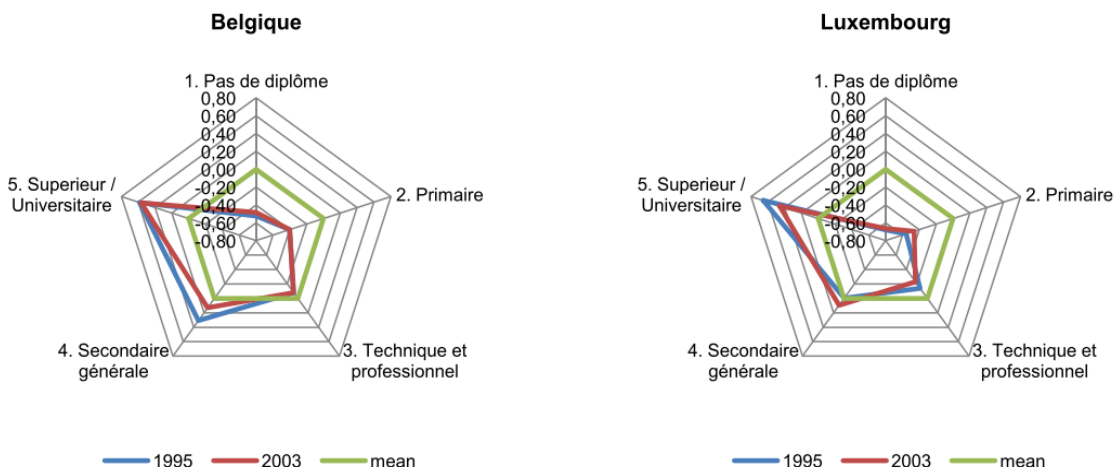 Belgique
1. Pas de diplôme
0,80
0,60
0,40
0,20
0,00
-0,20
-0,40
-0,60
-0,80
2. Primaire
3. Technique et
professionnel
4. Secondaire
générale
5. Superieur /
Universitaire
1995
2003
mean
Luxembourg
1. Pas de diplôme
0,80
0,60
0,40
0,20
0,00
-0,20
-0,40
-0,60
-0,80
2. Primaire
3. Technique et
professionnel
4. Secondaire
générale
5. Superieur /
Universitaire
1995
2003
mean